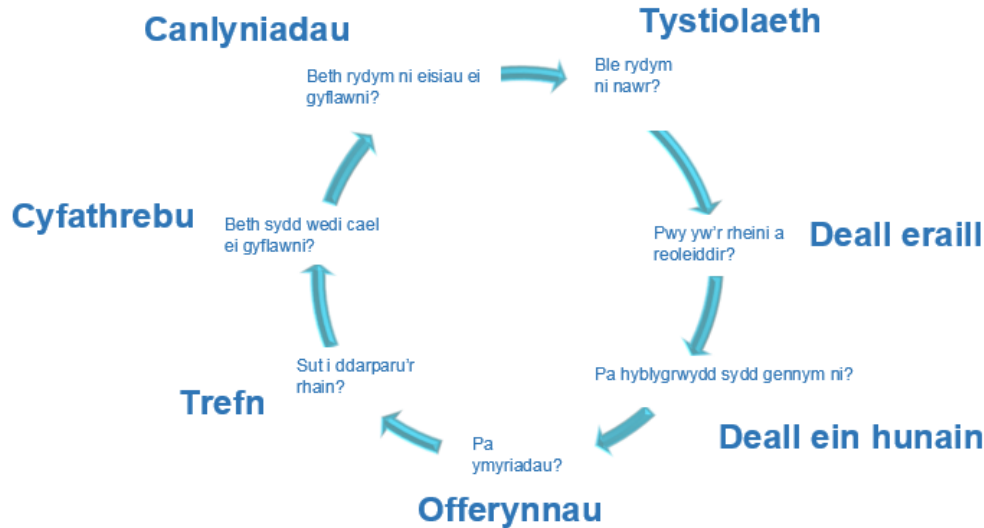 Canlyniadau
Beth rydym ni eisiau ei
gyflawni?
Tystiolaeth
Ble rydym
ni nawr?
Pwy yw'r rheini a
reoleiddir?
Deall eraill
Pa hyblygrwydd sydd gennym ni?
Deall ein hunain
Pa
ymyriadau?
Offerynnau
Sut i ddarparu'r
rhain?
Trefn
Cyfathrebu
Beth sydd wedi cael
ei gyflawni?